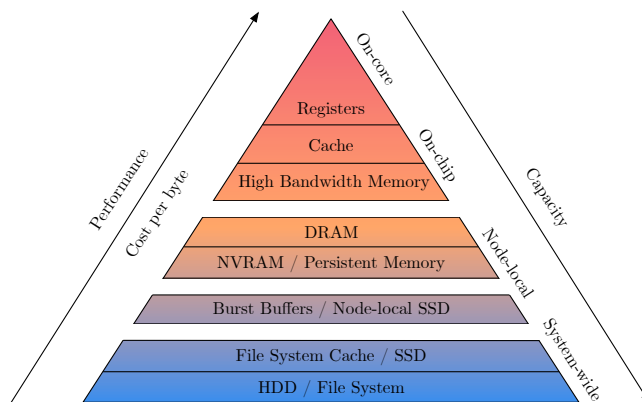 On-core
Registers
Cache
On-chip
High Bandwidth Memory
Performance
Cost per byte
Capacity
DRAM
NVRAM / Persistent Memory
Node-local
Burst Buffers / Node-local SSD
System-wide
File System Cache / SSD
HDD / File System